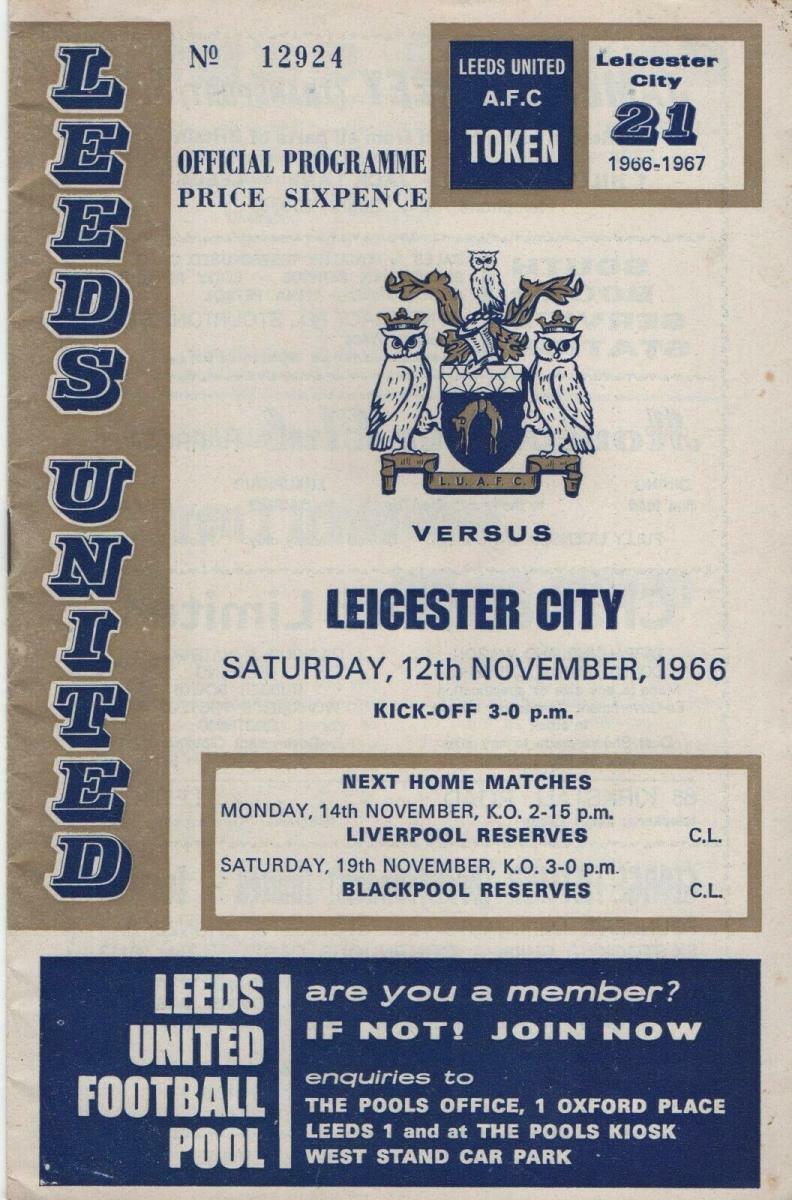 LEEDS UNITED
Nº 12924
OFFICIAL PROGRAMME
PRICE SIXPENCE
LEEDS UNITED
A.F.C
TOKEN
Leicester
City
21
1966-1967
L.U.A.F.C.
VERSUS
LEICESTER CITY
SATURDAY, 12th NOVEMBER, 1966
KICK-OFF 3-0 p.m.
NEXT HOME MATCHES
MONDAY, 14th NOVEMBER, K.O. 2-15 p.m.
LIVERPOOL RESERVES C.L.
SATURDAY, 19th NOVEMBER, K.O. 3-0 p.m.
BLACKPOOL RESERVES C.L.
LEEDS
UNITED
FOOTBALL
POOL
are you a member?
IF NOT! JOIN NOW
enquiries to
THE POOLS OFFICE, 1 OXFORD PLACE
LEEDS 1 and at THE POOLS KIOSK
WEST STAND CAR PARK